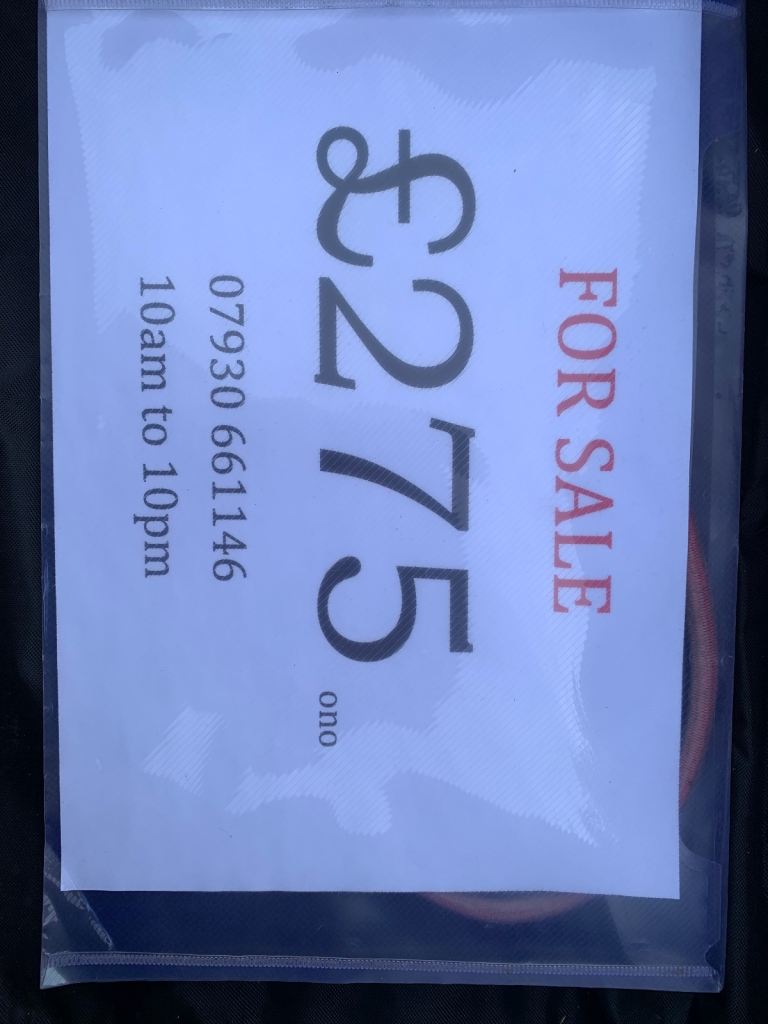 FOR SALE
£275 ono
07930 661146
10am to 10pm